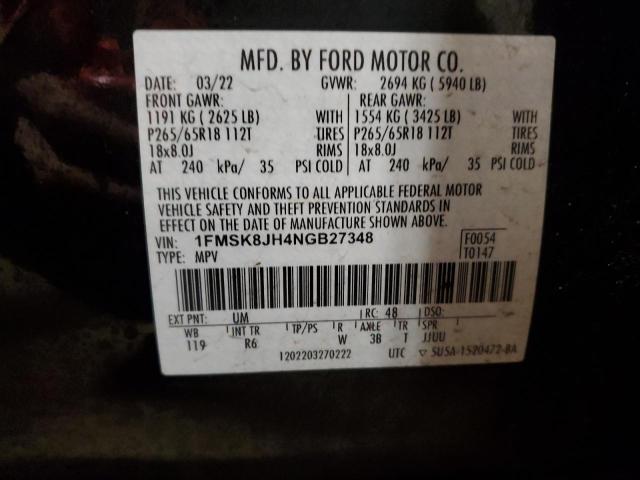 MFD. BY FORD MOTOR CO.
DATE: 03/22 GVWR: 2694 KG ( 5940 LB)
FRONT GAWR: REAR GAWR:
1191 KG ( 2625 LB) WITH 1554 KG ( 3425 LB) WITH
P265/65R18 112T TIRES P265/65R18 112T TIRES
18x8.0J RIMS 18x8.0J RIMS
AT 240 kPa/ 35 PSI COLD AT 240 kPa/ 35 PSI COLD
THIS VEHICLE CONFORMS TO ALL APPLICABLE FEDERAL MOTOR
VEHICLE SAFETY AND THEFT PREVENTION STANDARDS IN
EFFECT ON THE DATE OF MANUFACTURE SHOWN ABOVE.
VIN: 1FMSK8JH4NGB27348 F0054
TYPE: MPV T0147
EXT PNT: UM RC: 48 DSO:
WB INT TR TP/PS R AXLE TR SPR
119 R6 W 3B T JJUU
1202203270222 UTC ▽ 5U5A-1520472-BA